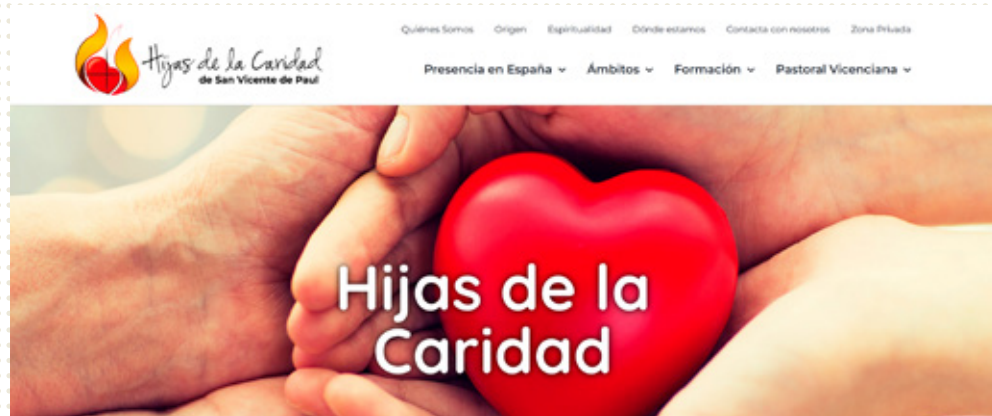 Quiénes Somos Origen Espiritualidad Dónde estamos Contacta con nosotros Zona Privada
Hijas de la Caridad
de San Vicente de Paul
Presencia en España Ámbitos Formación Pastoral Vicenciana
Hijas de la
Caridad